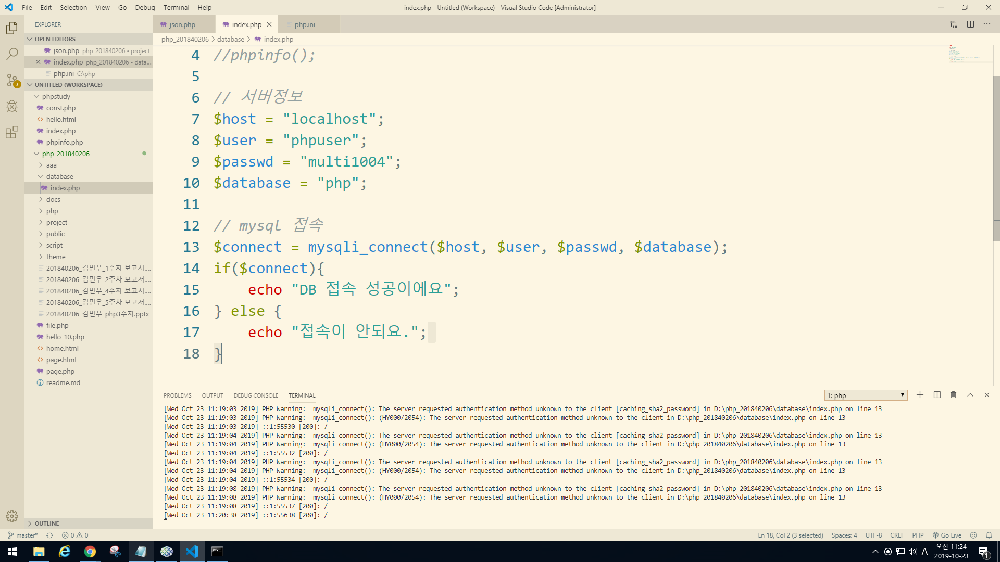 File Edit Selection View Go Debug Terminal Help
index.php - Untitled (Workspace) - Visual Studio Code [Administrator]
EXPLORER
OPEN EDITORS
json.php php_201840206 • project
index.php php_201840206 • data...
php.ini C:\php
7
UNTITLED (WORKSPACE)
phpstudy
const.php
hello.html
index.php
phpinfo.php
php_201840206
aaa
database
index.php
docs
php
project
public
script
theme
201840206_김민우_1주차 보고서....
201840206_김민우_2주차 보고서....
201840206_김민우_4주차 보고서....
201840206_김민우_5주차 보고서....
201840206_김민우_php3주차.pptx
file.php
hello_10.php
home.html
page.html
page.php
readme.md
OUTLINE
json.php index.php php.ini
php_201840206 > database > index.php
4 //phpinfo();
5
6 // 서버정보
7 $host = "localhost";
8 $user = "phpuser";
9 $passwd = "multi1004";
10 $database = "php";
11
12 // mysql 접속
13 $connect = mysqli_connect($host, $user, $passwd, $database);
14 if($connect){
15 echo "DB 접속 성공이에요";
16 } else {
17 echo "접속이 안되요.";
18 }
PROBLEMS OUTPUT DEBUG CONSOLE TERMINAL
1: php
[Wed Oct 23 11:19:03 2019] PHP Warning:  mysqli_connect(): The server requested authentication method unknown to the client [caching_sha2_password] in D:\php_201840206\database\index.php on line 13
[Wed Oct 23 11:19:03 2019] PHP Warning:  mysqli_connect(): (HY000/2054): The server requested authentication method unknown to the client in D:\php_201840206\database\index.php on line 13
[Wed Oct 23 11:19:03 2019] ::1:55530 [200]: /
[Wed Oct 23 11:19:04 2019] PHP Warning:  mysqli_connect(): The server requested authentication method unknown to the client [caching_sha2_password] in D:\php_201840206\database\index.php on line 13
[Wed Oct 23 11:19:04 2019] PHP Warning:  mysqli_connect(): (HY000/2054): The server requested authentication method unknown to the client in D:\php_201840206\database\index.php on line 13
[Wed Oct 23 11:19:04 2019] ::1:55532 [200]: /
[Wed Oct 23 11:19:04 2019] PHP Warning:  mysqli_connect(): The server requested authentication method unknown to the client [caching_sha2_password] in D:\php_201840206\database\index.php on line 13
[Wed Oct 23 11:19:04 2019] PHP Warning:  mysqli_connect(): (HY000/2054): The server requested authentication method unknown to the client in D:\php_201840206\database\index.php on line 13
[Wed Oct 23 11:19:04 2019] ::1:55534 [200]: /
[Wed Oct 23 11:19:08 2019] PHP Warning:  mysqli_connect(): The server requested authentication method unknown to the client [caching_sha2_password] in D:\php_201840206\database\index.php on line 13
[Wed Oct 23 11:19:08 2019] PHP Warning:  mysqli_connect(): (HY000/2054): The server requested authentication method unknown to the client in D:\php_201840206\database\index.php on line 13
[Wed Oct 23 11:19:08 2019] ::1:55537 [200]: /
[Wed Oct 23 11:20:38 2019] ::1:55638 [200]: /
master* 0 0
Ln 18, Col 2 (3 selected) Spaces: 4 UTF-8 CRLF PHP Go Live
A 오전 11:24
2019-10-23
1